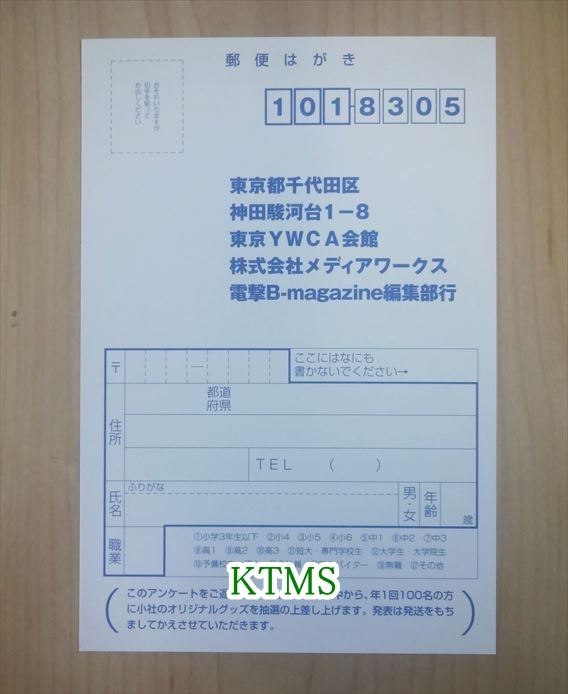 郵便はがき
おそれいりますが
切手を貼って
お出しください
101-8305
東京都千代田区
神田駿河台1−8
東京YWCA会館
株式会社メディアワークス
電撃B-magazine編集部行
〒
ここにはなにも
書かないでください→
住所
都道
府県
TEL ( )
氏名
ふりがな
男・女
年齢
歳
職業
①小学3年生以下 ②小4 ③小5 ④小6 ⑤中1 ⑥中2 ⑦中3
⑧高1 ⑨高2 ⑩高3 ⑪短大・専門学校生 ⑫大学生・大学院生
⑬予備校 バイター ⑯無職 ⑰その他
KTMS
このアンケートをご返 中から、年1回100名の方
に小社のオリジナルグッズを抽選の上差し上げます。発表は発送をもち
ましてかえさせていただきます。